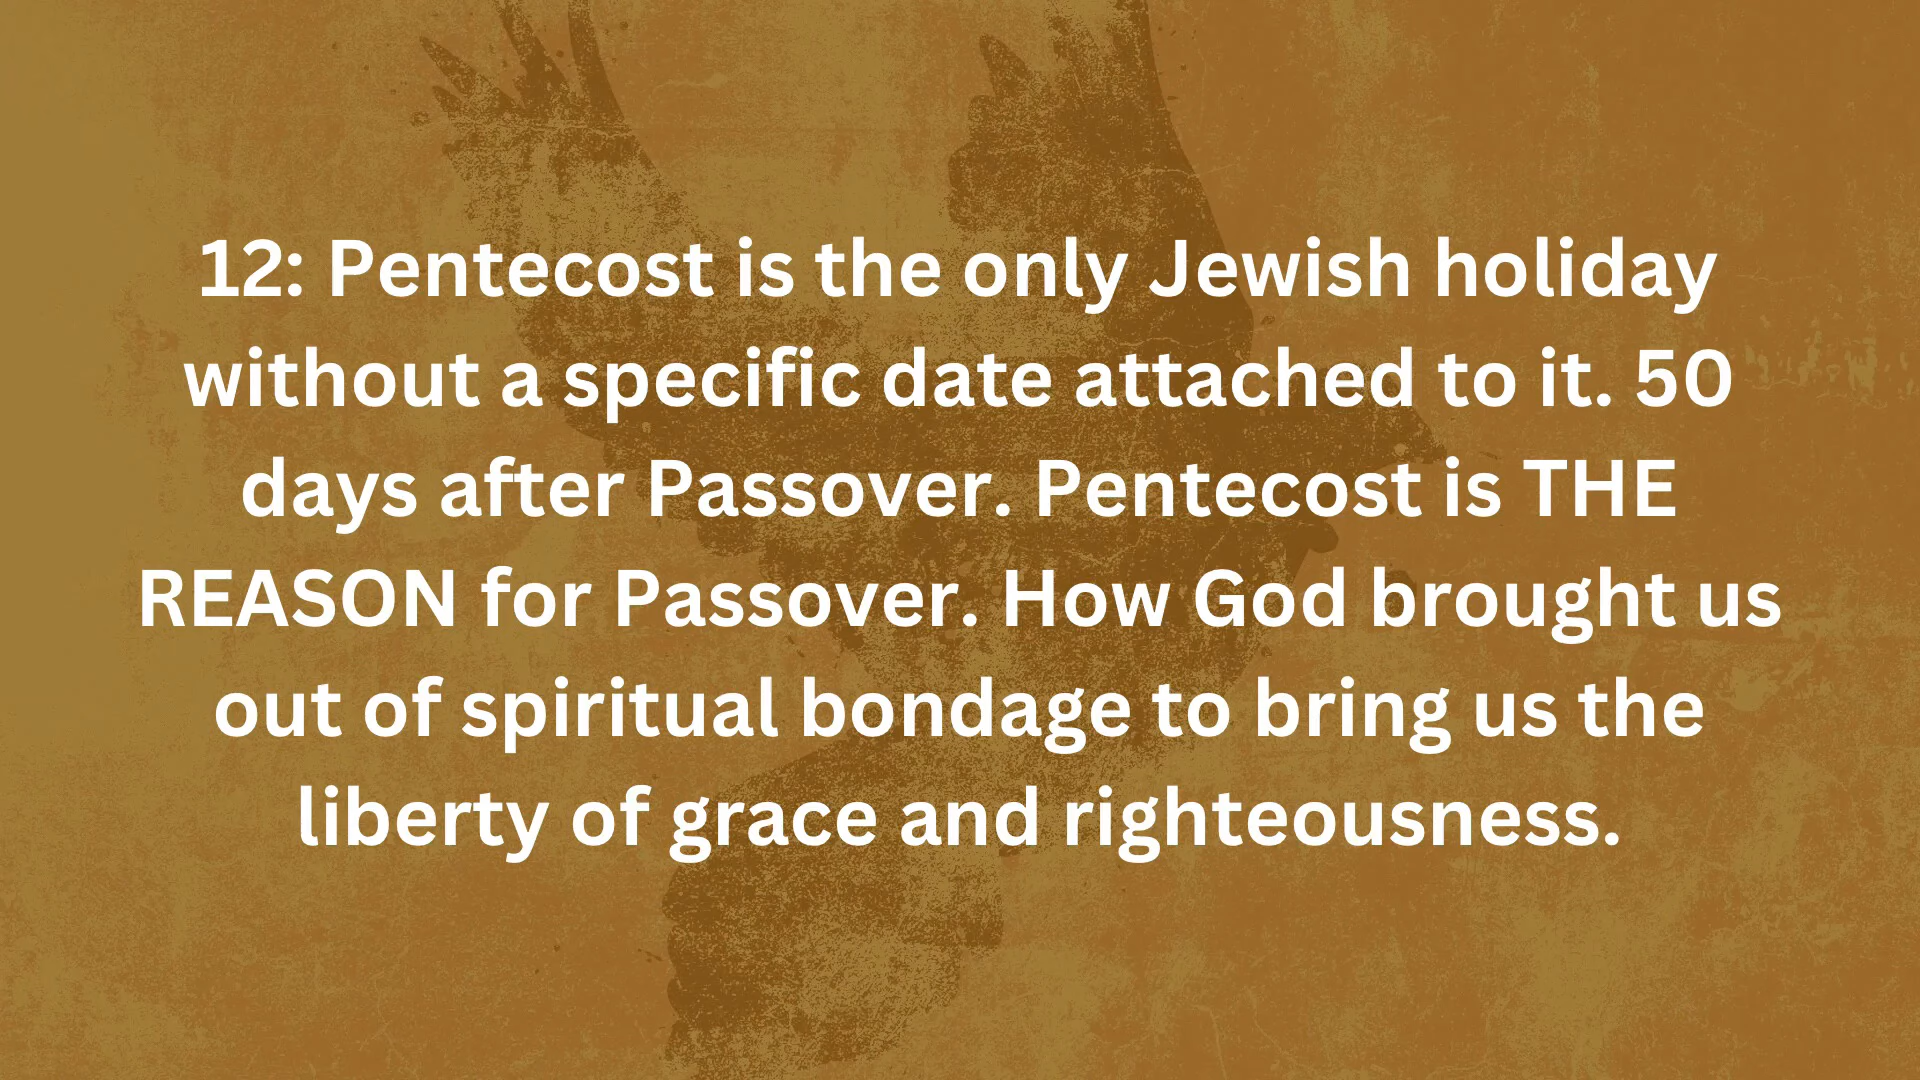 12: Pentecost is the only Jewish holiday
without a specific date attached to it. 50
days after Passover. Pentecost is THE
REASON for Passover. How God brought us
out of spiritual bondage to bring us the
liberty of grace and righteousness.